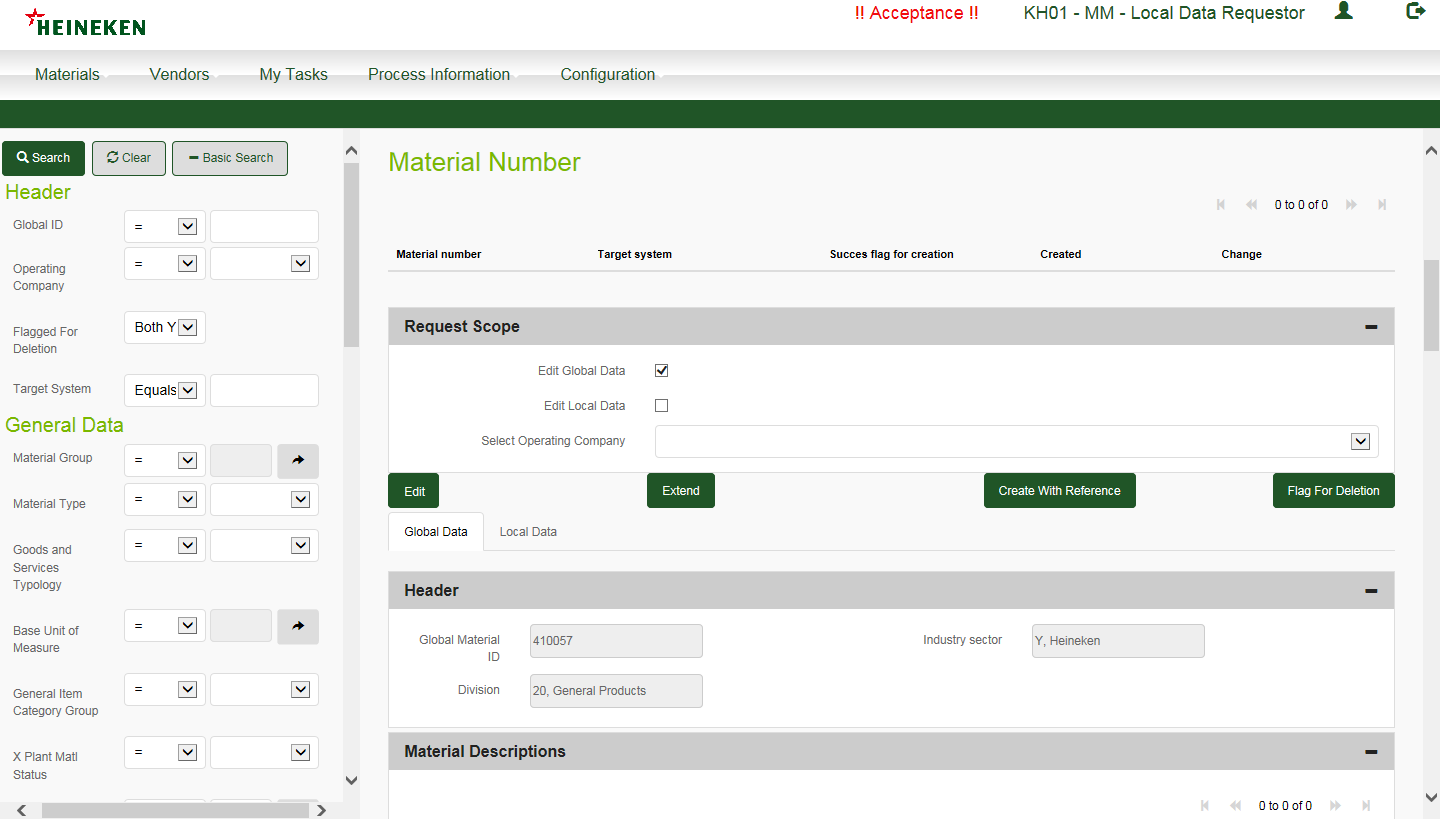 HEINEKEN
!! Acceptance !!
KH01 - MM - Local Data Requestor
Materials
Vendors
My Tasks
Process Information
Configuration
Search
Clear
Basic Search
Header
Global ID
=
Operating
Company
=
Flagged For
Deletion
Both Y
Target System
Equals
General Data
Material Group
=
Material Type
=
Goods and
Services
Typology
=
Base Unit of
Measure
=
General Item
Category Group
=
X Plant Matl
Status
=
Material Number
0 to 0 of 0
Material number
Target system
Succes flag for creation
Created
Change
Request Scope
Edit Global Data
Edit Local Data
Select Operating Company
Edit
Extend
Create With Reference
Flag For Deletion
Global Data
Local Data
Header
Global Material
ID
410057
Industry sector
Y, Heineken
Division
20, General Products
Material Descriptions
0 to 0 of 0